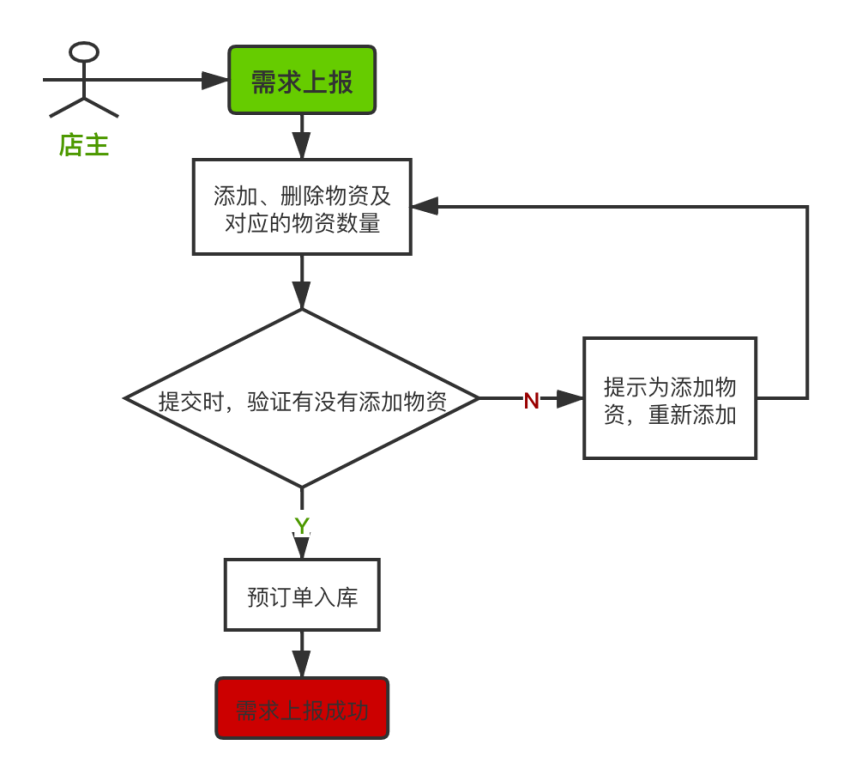 需求上报
店主
添加、删除物资及
对应的物资数量
提交时，验证有没有添加物资
N
提示为添加物
资，重新添加
Y
预订单入库
需求上报成功